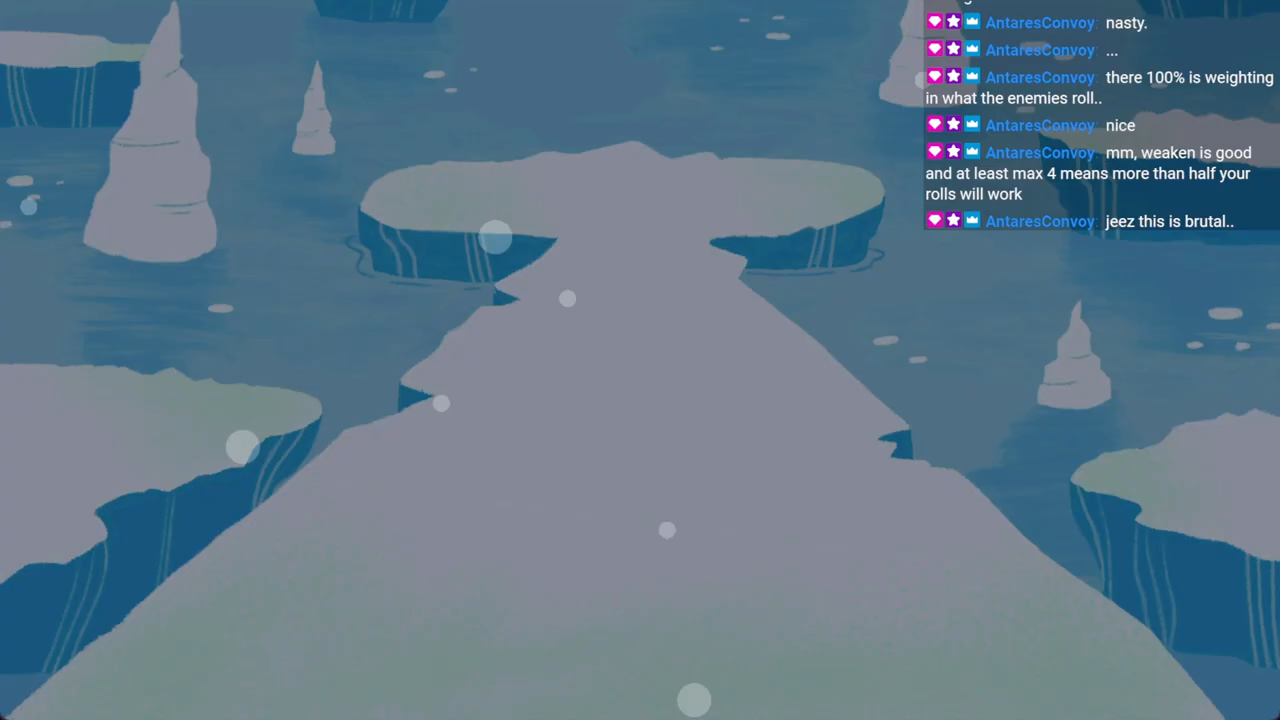 AntaresConvoy: nasty.
AntaresConvoy: ...
AntaresConvoy: there 100% is weighting
in what the enemies roll..
AntaresConvoy: nice
AntaresConvoy: mm, weaken is good
and at least max 4 means more than half your
rolls will work
AntaresConvoy: jeez this is brutal..